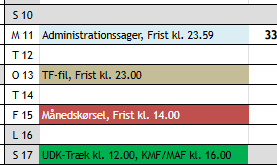 S 10
M 11 Administrationssager, Frist kl. 23.59 33
T 12
O 13 TF-fil, Frist kl. 23.00
T 14
F 15 Månedskørsel, Frist kl. 14.00
L 16
S 17 UDK-Træk kl. 12.00, KMF/MAF kl. 16.00